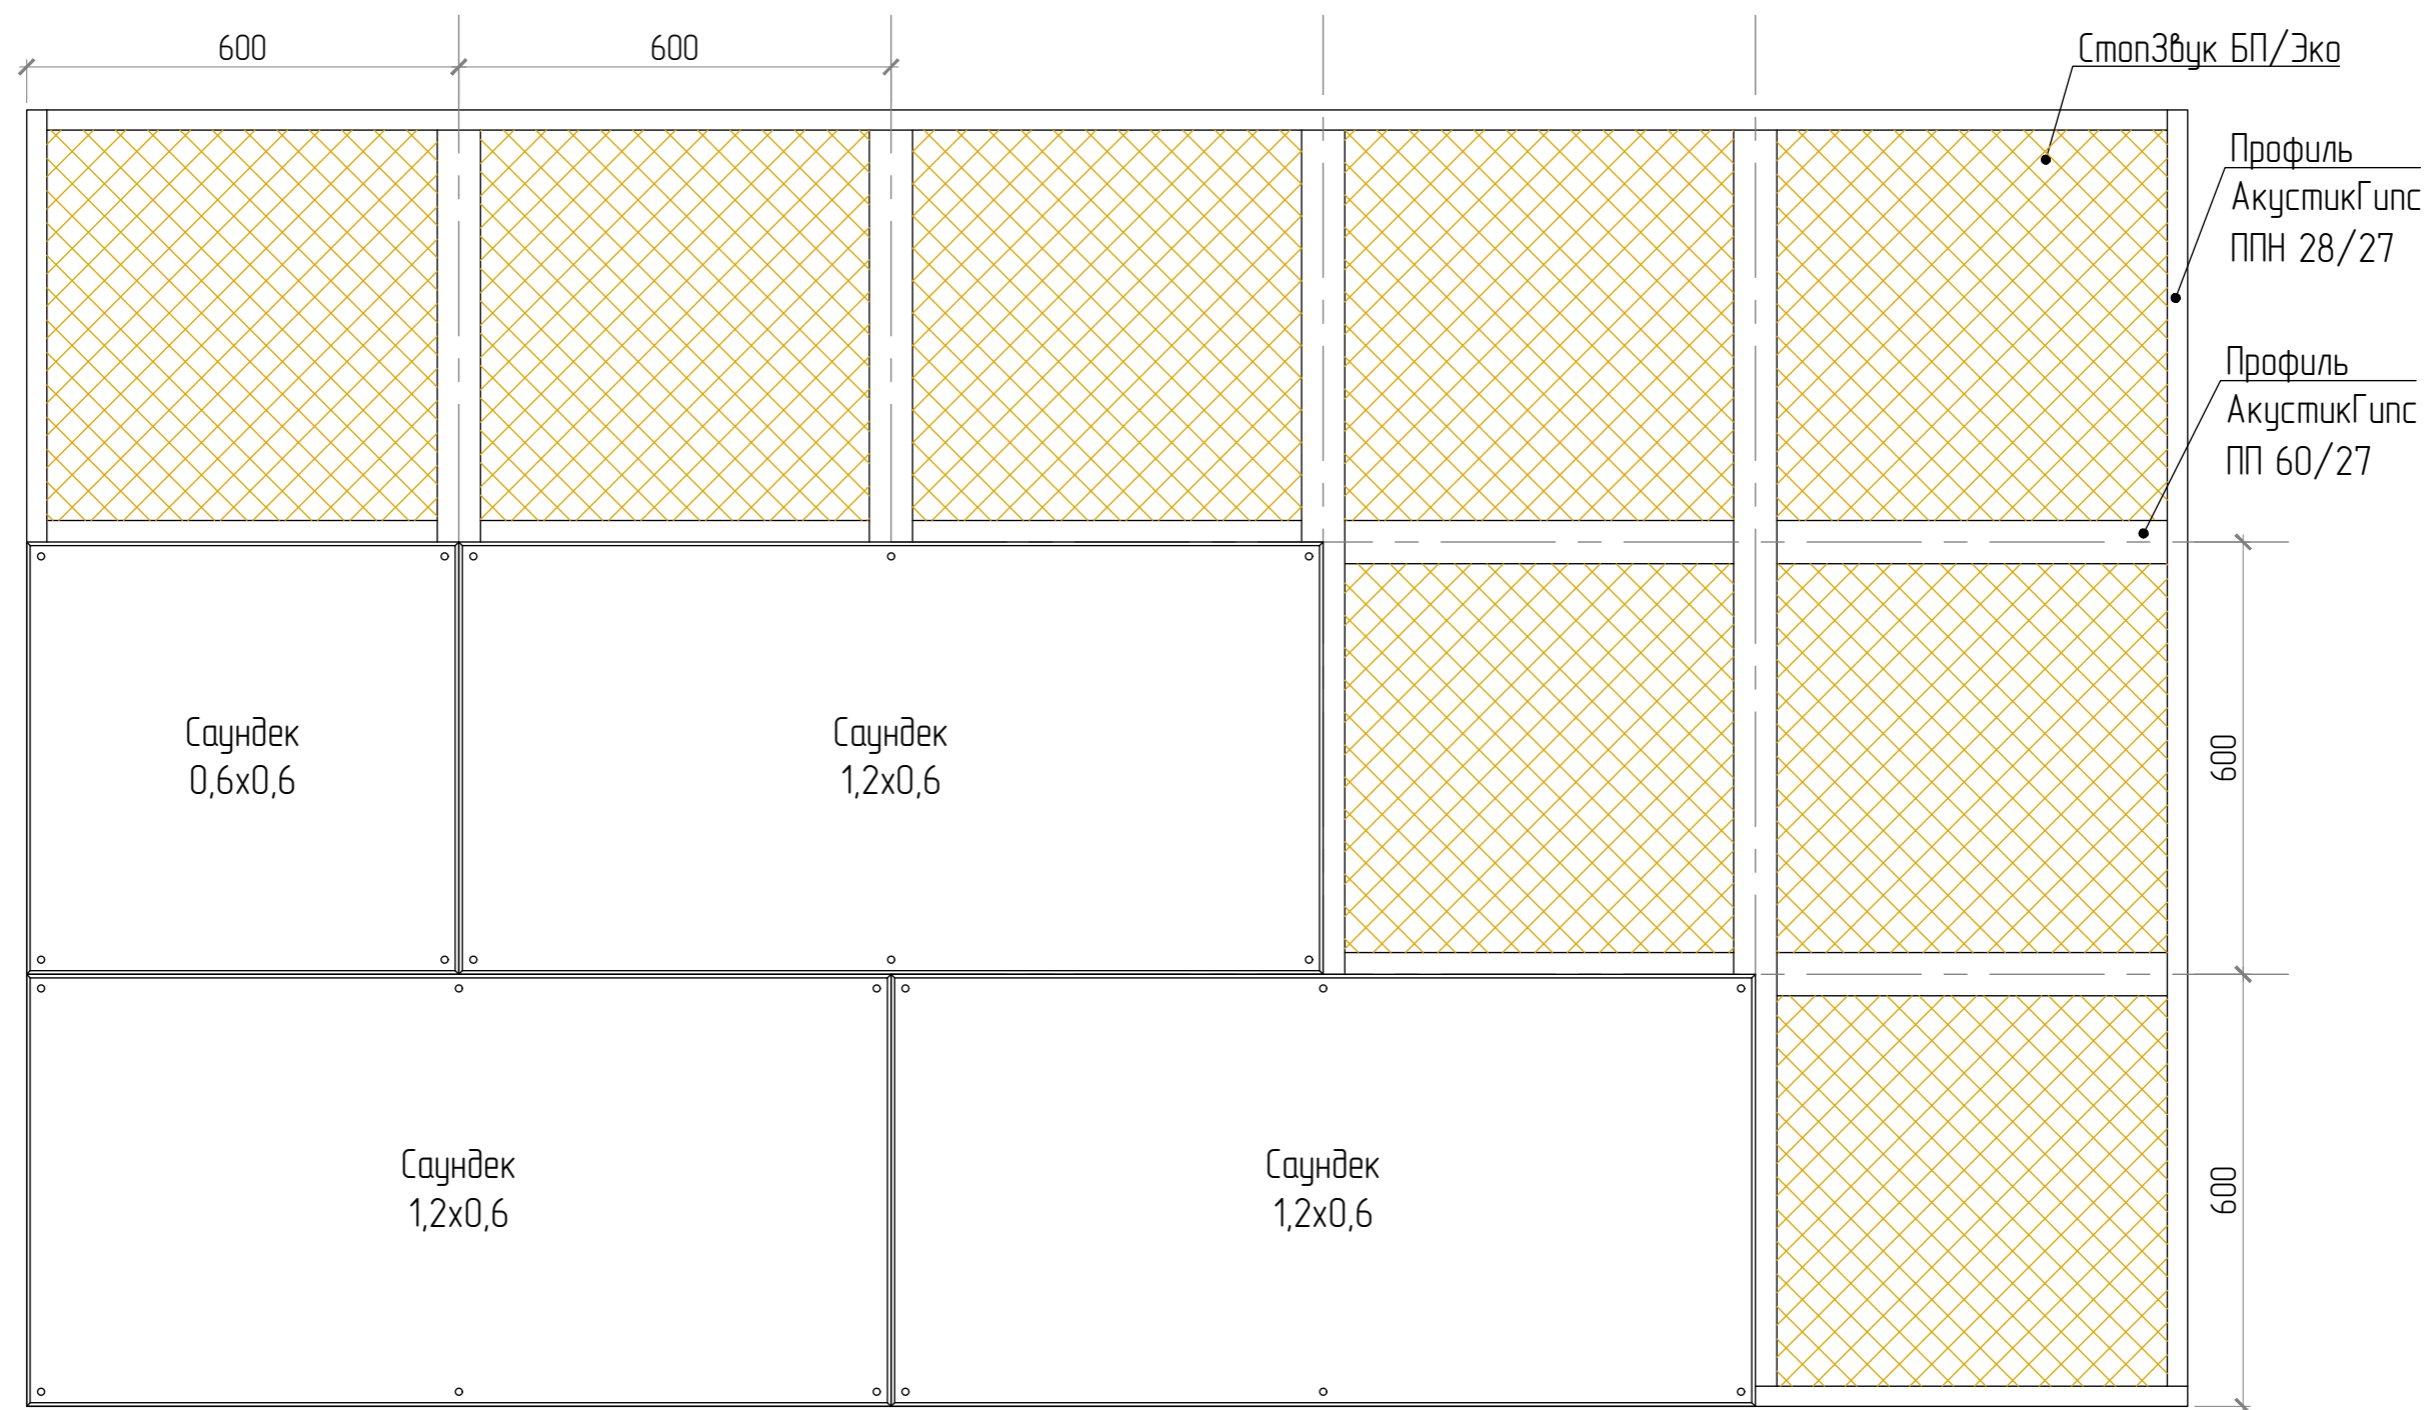 600
600
СтопЗвук БП/Эко
Профиль
АкустикГипс
ППН 28/27
Профиль
АкустикГипс
ПП 60/27
Саундек
0,6х0,6
Саундек
1,2х0,6
600
Саундек
1,2х0,6
Саундек
1,2х0,6
600